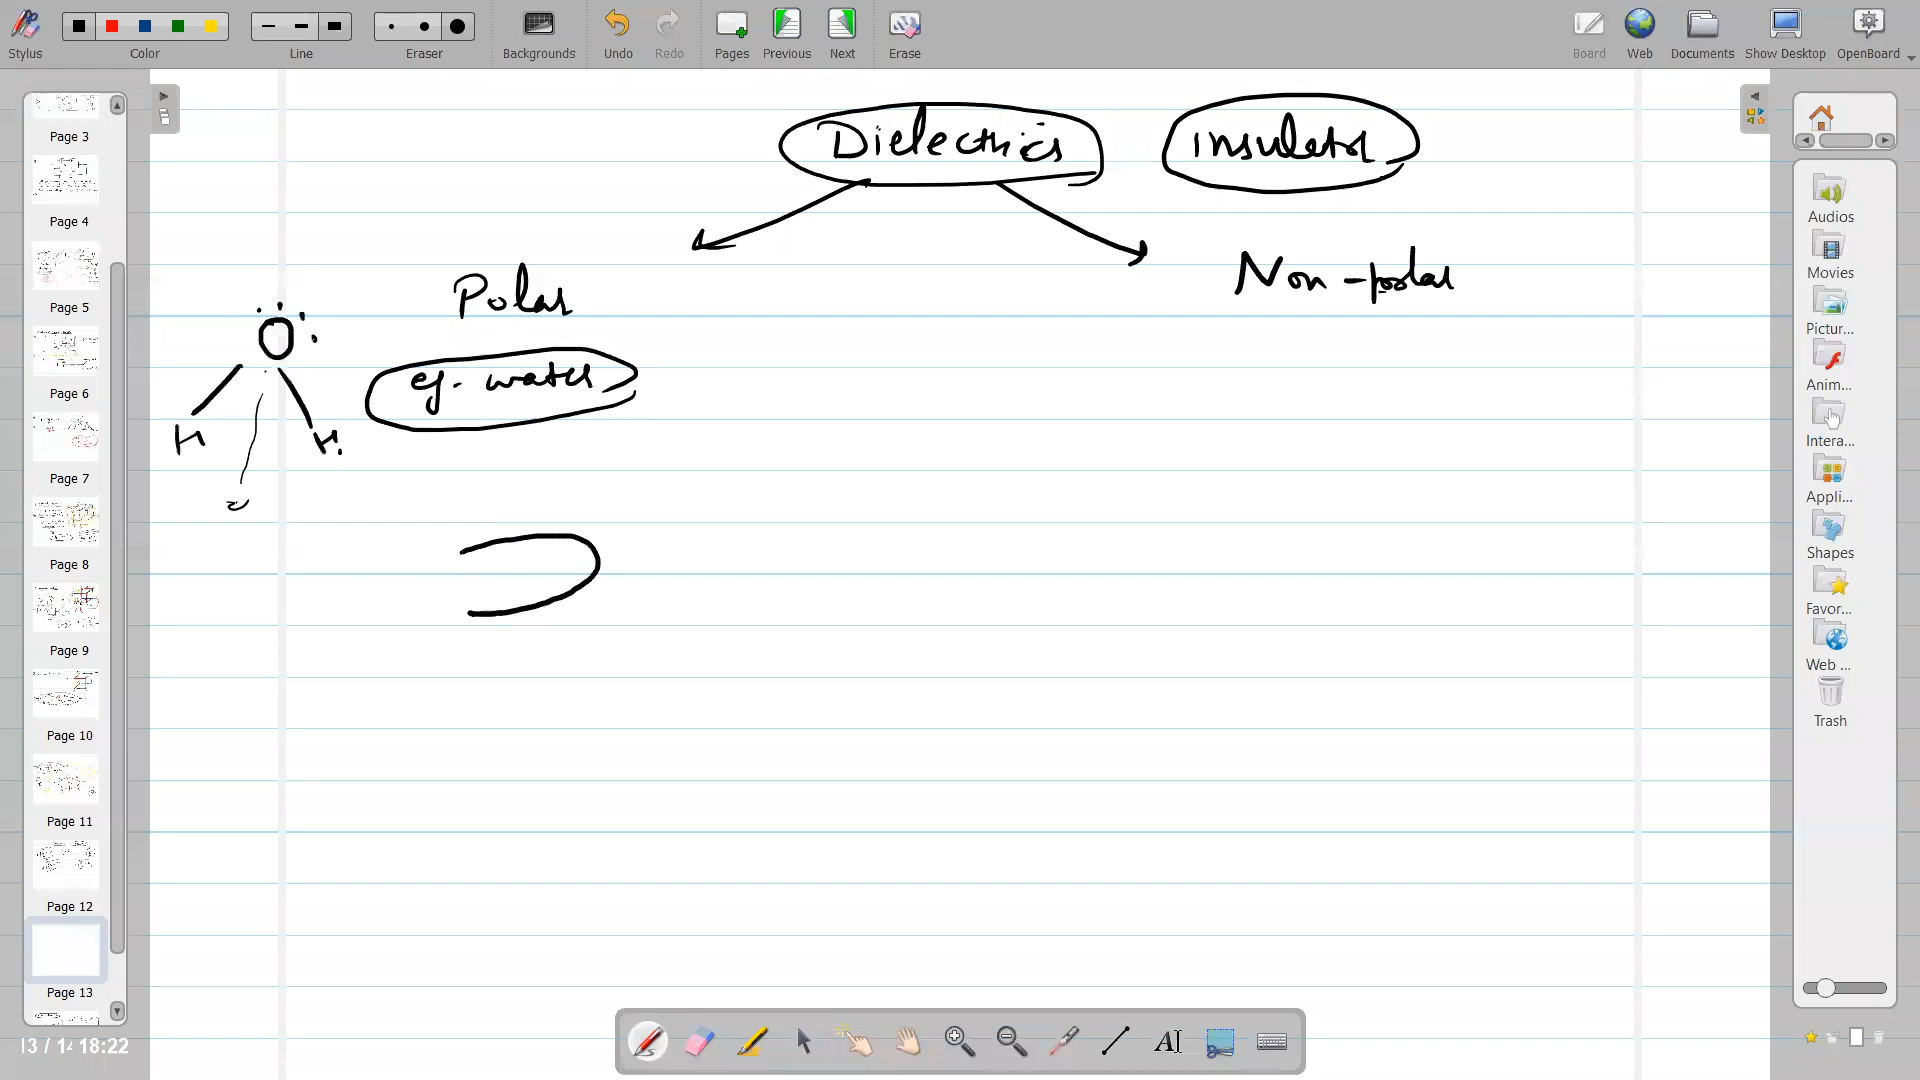 Stylus
Color
Line
Eraser
Backgrounds
Undo
Redo
Pages
Previous
Next
Erase
Board
Web
Documents
Show Desktop
OpenBoard
Dielectrics
insulator
Polar
Non-polar
O
eg. water
H
H
Page 3
Page 4
Page 5
Page 6
Page 7
Page 8
Page 9
Page 10
Page 11
Page 12
Page 13
13 / 14 18:22
Audios
Movies
Pictur...
Anim...
Intera...
Appli...
Shapes
Favor...
Web ...
Trash
AI